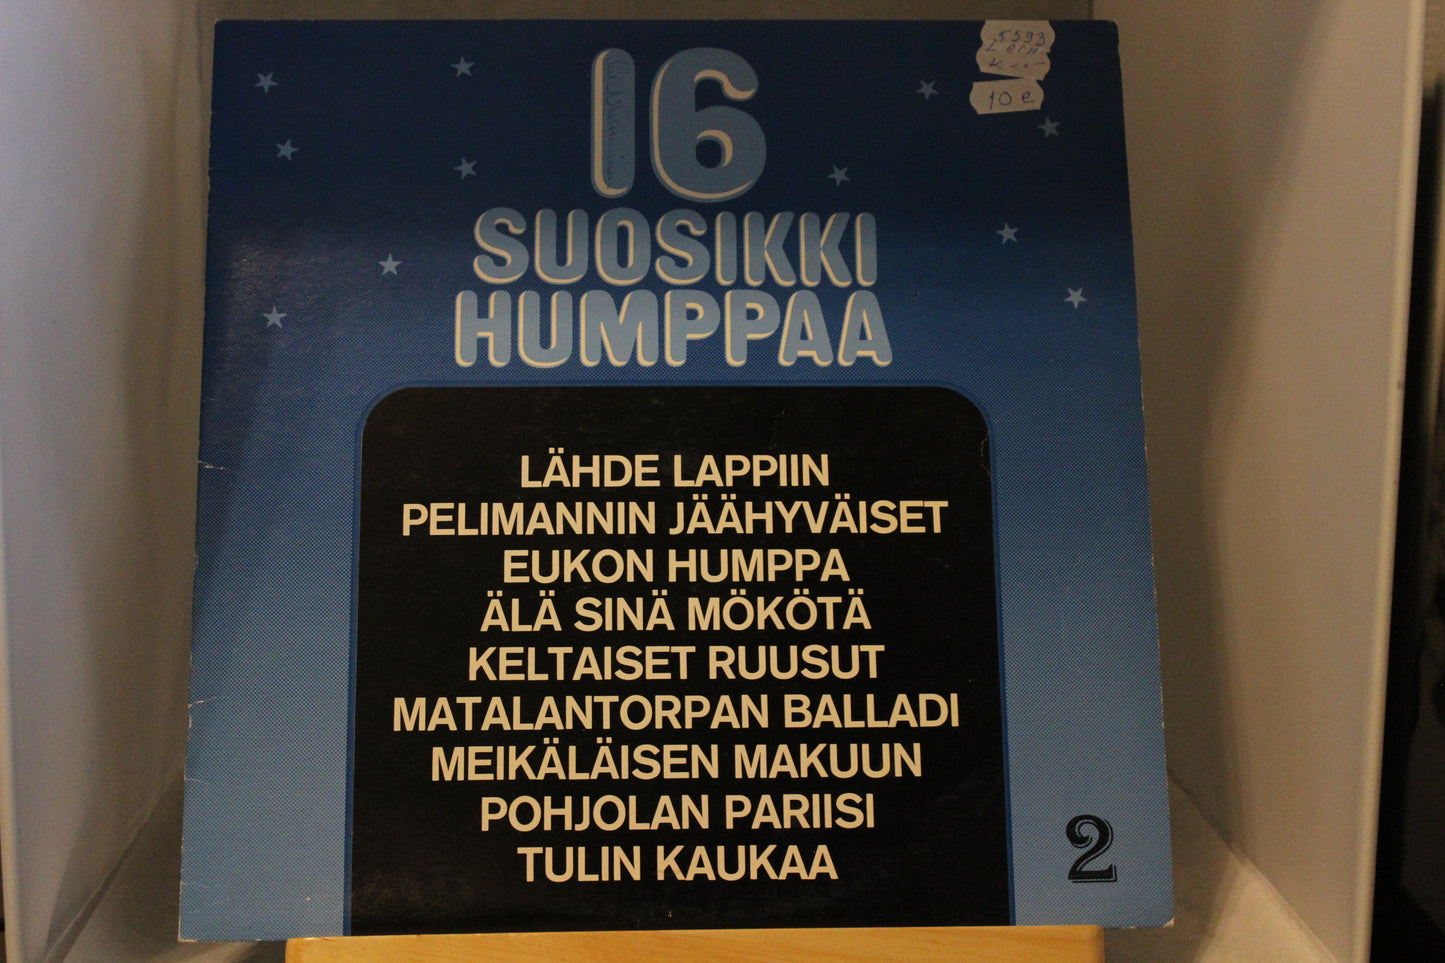 5593
10 e
16
SUOSIKKI
HUMPPAA
LÄHDE LAPPIIN
PELIMANNIN JÄÄHYVÄISET
EUKON HUMPPA
ÄLÄ SINÄ MÖKÖTÄ
KELTAISET RUUSUT
MATALANTORPAN BALLADI
MEIKÄLÄISEN MAKUUN
POHJOLAN PARIISI
TULIN KAUKAA
2